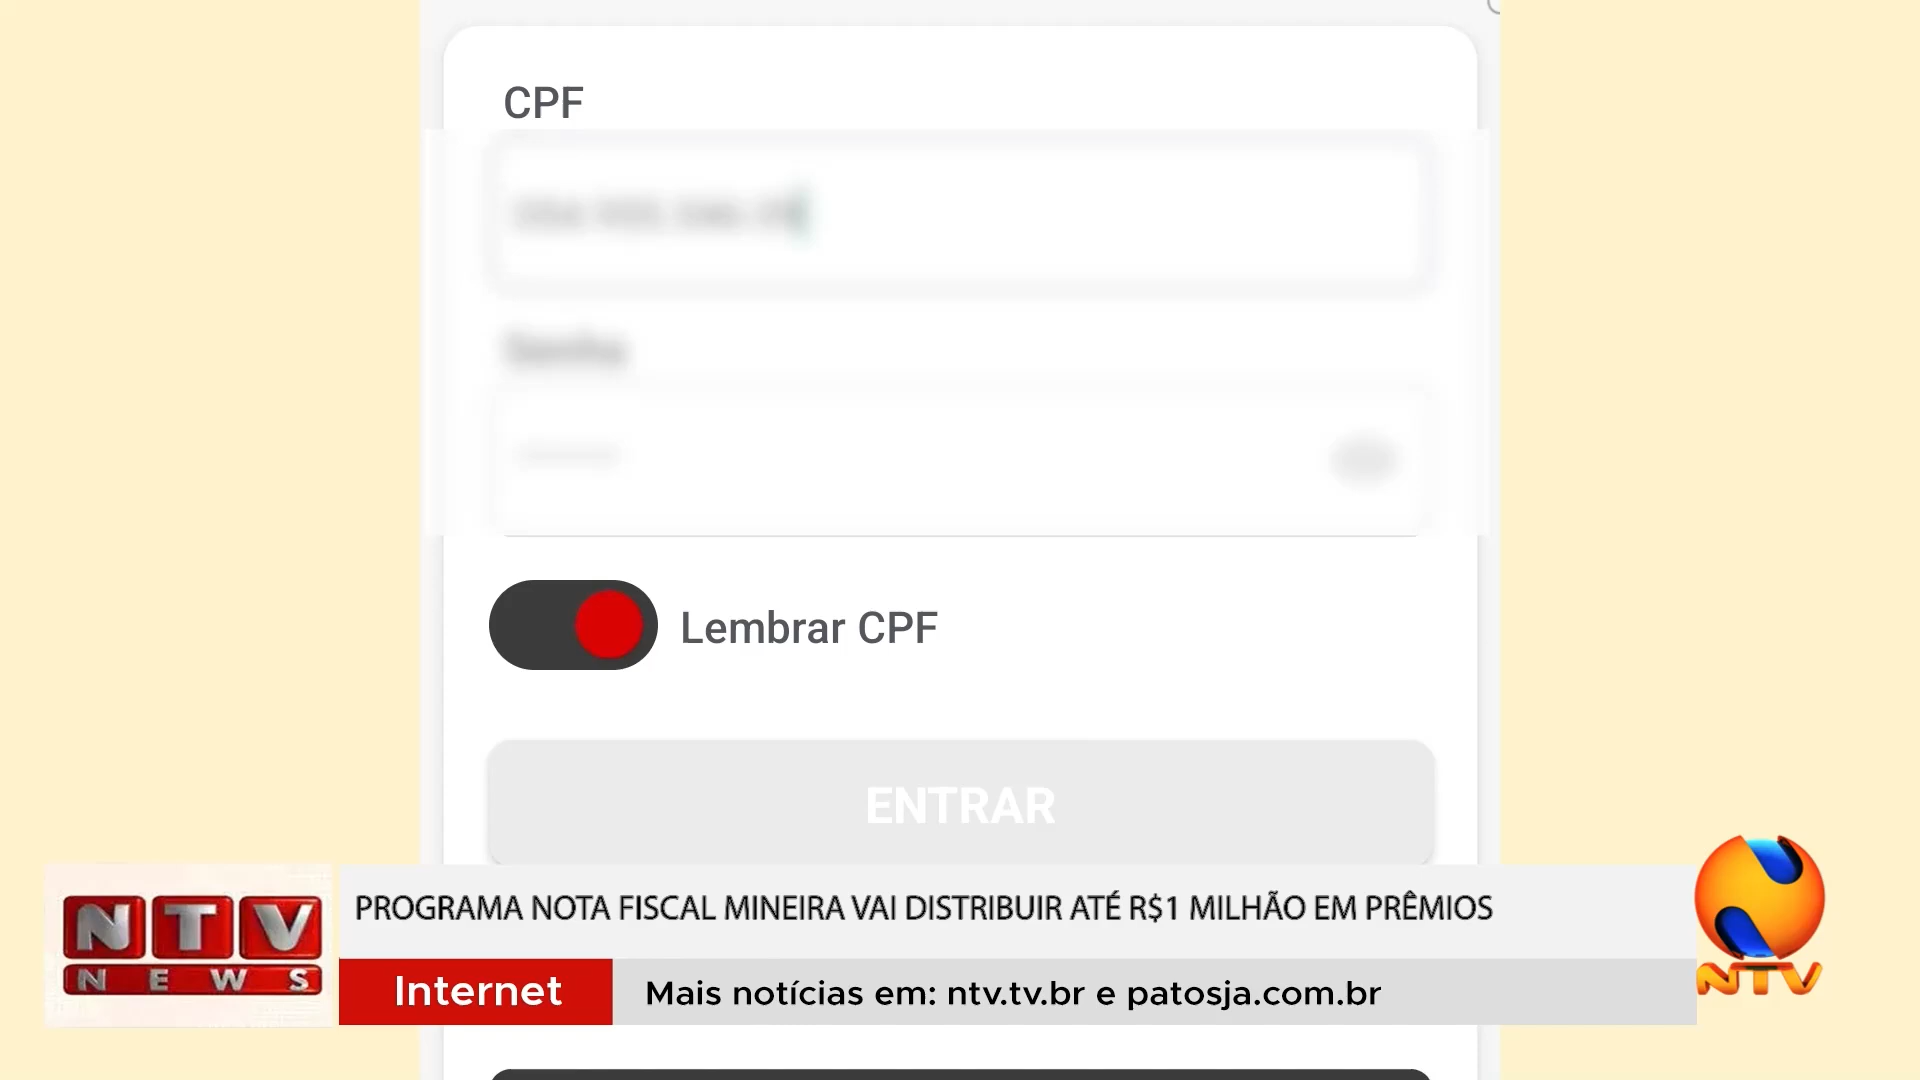 CPF
Senha
Lembrar CPF
ENTRAR
NTV
NEWS
PROGRAMA NOTA FISCAL MINEIRA VAI DISTRIBUIR ATÉ R$1 MILHÃO EM PRÊMIOS
Internet
Mais notícias em: ntv.tv.br e patosja.com.br
NTV